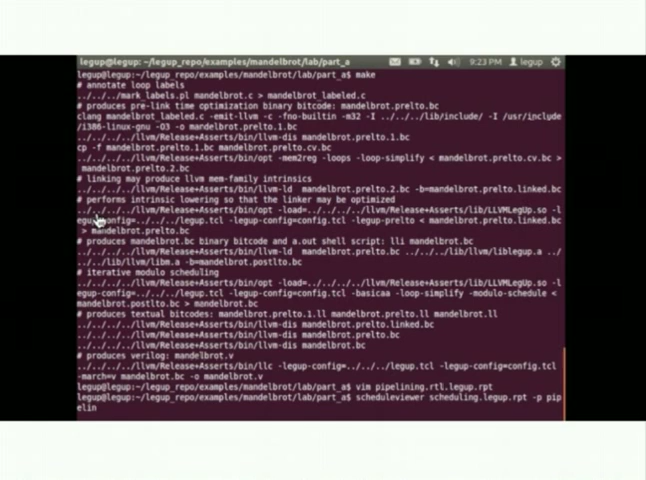 legup@legup: ~/legup_repo/examples/mandelbrot/lab/part_a
9:23 PM legup
legup@legup:~/legup_repo/examples/mandelbrot/lab/part_a$ make
# annotate loop labels
../../../mark_labels.pl mandelbrot.c > mandelbrot_labeled.c
# produces pre-link time optimization binary bitcode: mandelbrot.prelto.bc
clang mandelbrot.c -emit-llvm -c -fno-builtin -m32 -I ../../../lib/include/ -I /usr/include
/i386-linux-gnu -O3 -o mandelbrot.prelto.1.bc
../../../../llvm/Release+Asserts/bin/llvm-dis mandelbrot.prelto.1.bc
cp -f mandelbrot.prelto.1.bc mandelbrot.prelto.cv.bc
../../../../llvm/Release+Asserts/bin/opt -mem2reg -loops -loop-simplify < mandelbrot.prelto.cv.bc >
mandelbrot.prelto.2.bc
# linking may produce llvm mem-family intrinsics
../../../../llvm/Release+Asserts/bin/llvm-ld mandelbrot.prelto.2.bc -b=mandelbrot.prelto.linked.bc
# performs intrinsic lowering so that the linker may be optimized
../../../../llvm/Release+Asserts/bin/opt -load=../../../../llvm/Release+Asserts/lib/LLVMLegUp.so -l
egup-config=../../../legup.tcl -legup-config=config.tcl -legup-prelto < mandelbrot.prelto.linked.bc
> mandelbrot.prelto.bc
# produces mandelbrot.bc binary bitcode and a.out shell script: lli mandelbrot.bc
../../../../llvm/Release+Asserts/bin/llvm-ld mandelbrot.prelto.bc ../../../lib/llvm/liblegup.a ../
../../lib/llvm/libm.a -b=mandelbrot.postlto.bc
# iterative modulo scheduling
../../../../llvm/Release+Asserts/bin/opt -load=../../../../llvm/Release+Asserts/lib/LLVMLegUp.so -l
egup-config=../../../legup.tcl -legup-config=config.tcl -basicaa -loop-simplify -modulo-schedule <
mandelbrot.postlto.bc > mandelbrot.bc
# produces textual bitcodes: mandelbrot.prelto.1.ll mandelbrot.prelto.ll mandelbrot.ll
../../../../llvm/Release+Asserts/bin/llvm-dis mandelbrot.prelto.linked.bc
../../../../llvm/Release+Asserts/bin/llvm-dis mandelbrot.prelto.bc
../../../../llvm/Release+Asserts/bin/llvm-dis mandelbrot.bc
# produces verilog: mandelbrot.v
../../../../llvm/Release+Asserts/bin/llc -legup-config=../../../legup.tcl -legup-config=config.tcl
-march=v mandelbrot.bc -o mandelbrot.v
legup@legup:~/legup_repo/examples/mandelbrot/lab/part_a$ vim pipelining.rtl.legup.rpt
legup@legup:~/legup_repo/examples/mandelbrot/lab/part_a$ scheduleviewer scheduling.legup.rpt -p pip
elin